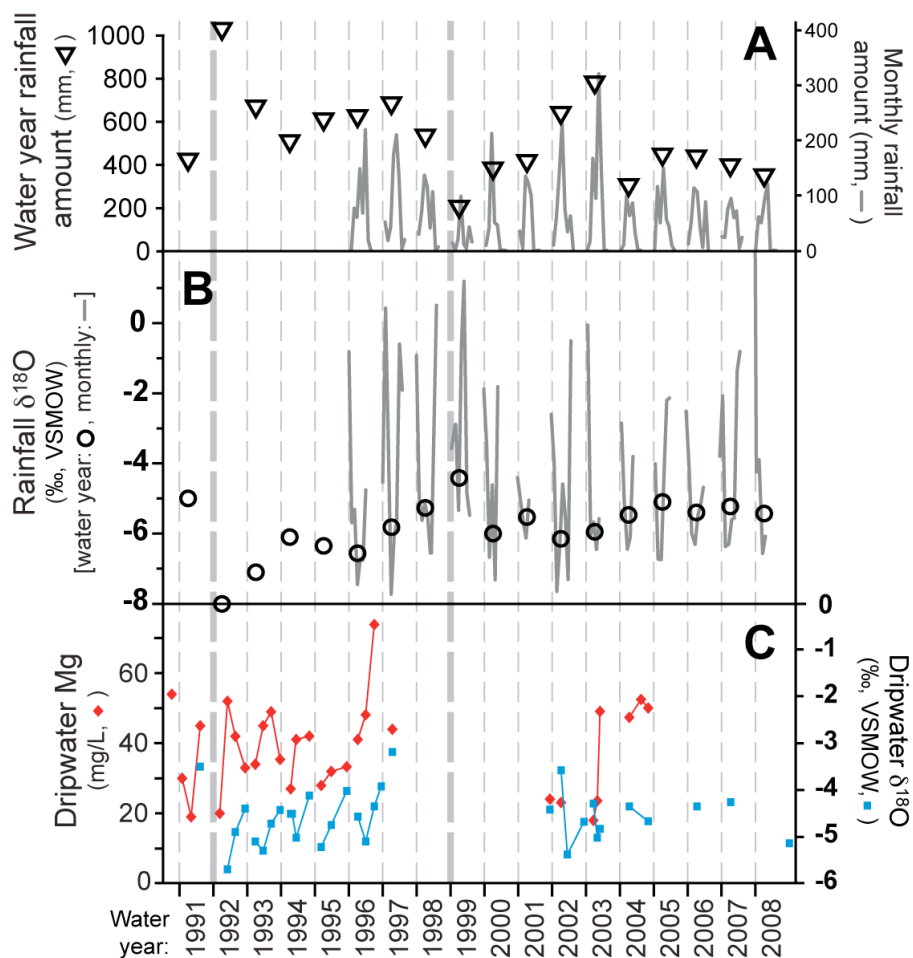 A
Water year rainfall
amount (mm, ▽)
1000
800
600
400
200
0
400
300
200
100
0
Monthly rainfall
amount (mm, —)
B
Rainfall δ18O
(‰, VSMOW)
[water year: O, monthly: —]
0
-2
-4
-6
-8
C
Dripwater Mg
(mg/L, ◆)
60
40
20
0
0
-1
-2
-3
-4
-5
-6
Dripwater δ18O
(‰, VSMOW, ■)
Water
year:
1991
1992
1993
1994
1995
1996
1997
1998
1999
2000
2001
2002
2003
2004
2005
2006
2007
2008